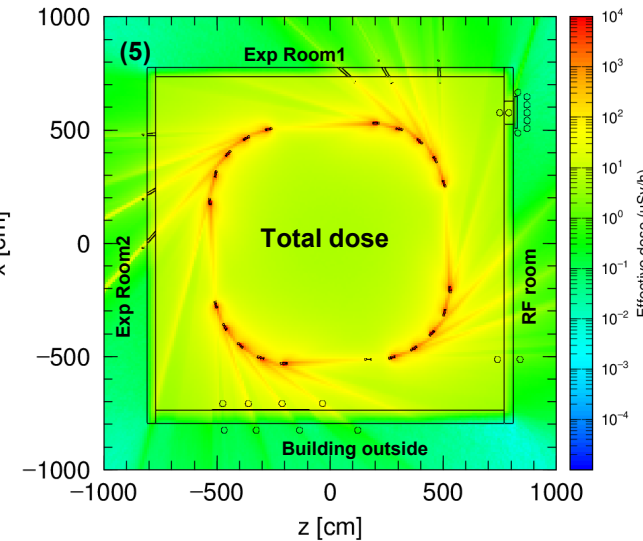 1000
500
0
−500
−1000
−1000
−500
0
500
1000
z [cm]
x [cm]
(5)
Exp Room1
Total dose
Exp Room2
RF room
Building outside
10⁴
10³
10²
10¹
10⁰
10⁻¹
10⁻²
10⁻³
10⁻⁴
Effective dose (μSv/h)